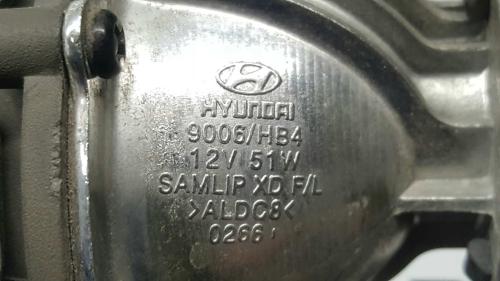 HYUNDAI
9006/HB4
12V 51W
SAMLIP XD F/L
>ALDC8<
0266